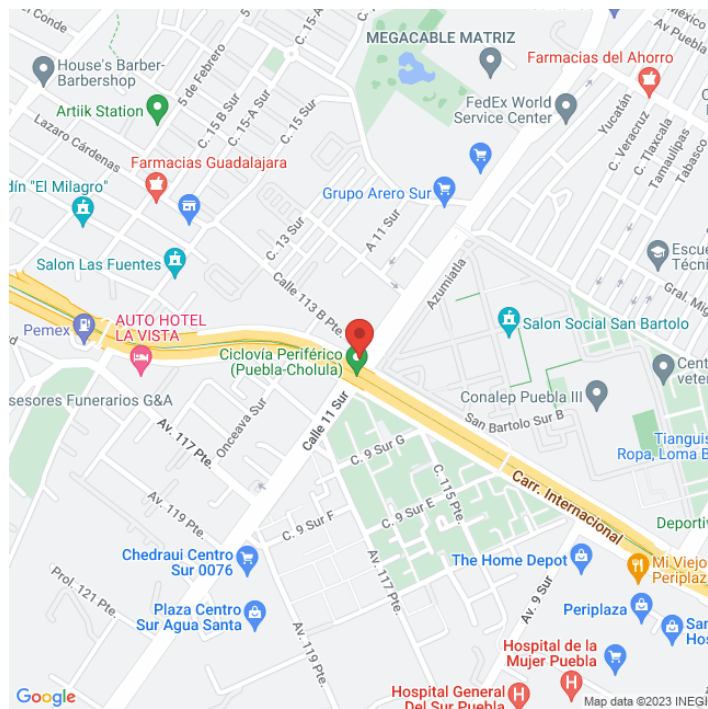 El Conde
C. 15-A
MEGACABLE MATRIZ
México
Av Puebla
House's Barber-
Barbershop
5 de Febrero
C. 15 B Sur
C. 15-A Sur
C. 15 Sur
Farmacias del Ahorro
Artiik Station
FedEx World
Service Center
Yucatán
C. Veracruz
C. Tlaxcala
Tamaulipas
Tabasco
Lazaro Cárdenas
Farmacias Guadalajara
Grupo Arero Sur
dín "El Milagro"
C. 13 Sur
A 11 Sur
Salon Las Fuentes
Calle 113 B Pte.
Azumiatla
Escue
Técni
Gral. Mig
Pemex
AUTO HOTEL
LA VISTA
Salon Social San Bartolo
Ciclovía Periférico
(Puebla-Cholula)
Cent
veter
sesores Funerarios G&A
Onceava Sur
Calle 11 Sur
Conalep Puebla III
San Bartolo Sur B
Av. 117 Pte.
C. 9 Sur G
C. 115 Pte.
Tianguis
Ropa, Loma B
Carr. Internacional
Av. 119 Pte.
C. 9 Sur F
C. 9 Sur E
Deportiv
Chedraui Centro
Sur 0076
The Home Depot
Mi Viejo
Periplaza
Prol. 121 Pte.
Plaza Centro
Sur Agua Santa
Av. 117 Pte.
Av. 9 Sur
Periplaza
San
Hos
Av. 119 Pte.
Hospital de la
Mujer Puebla
Hospital General
Del Sur Puebla
Google
Map data ©2023 INEGI